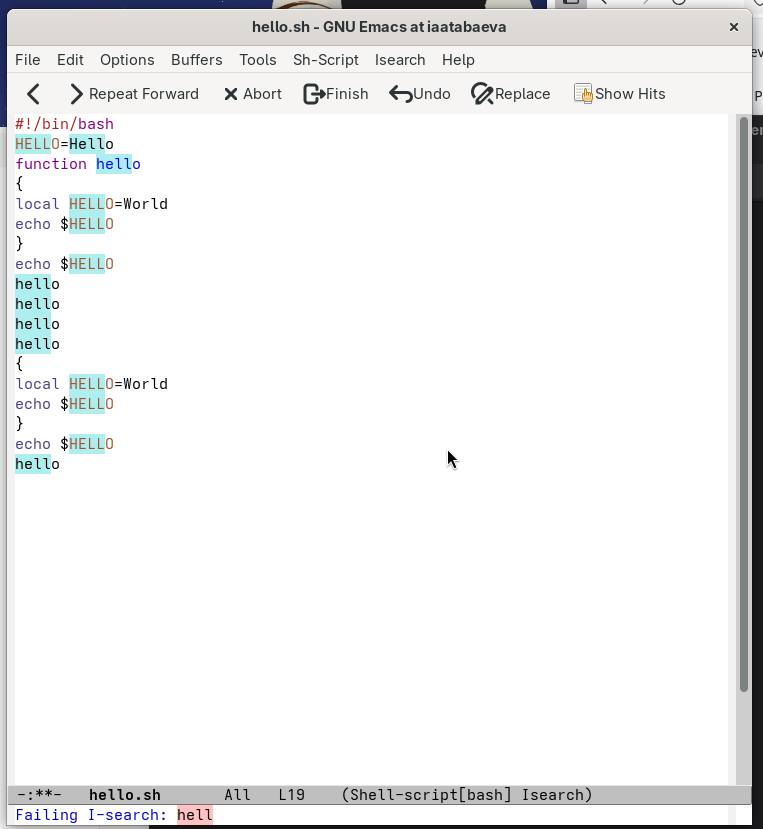 hello.sh - GNU Emacs at iaatabaeva
File Edit Options Buffers Tools Sh-Script Isearch Help
Repeat Forward Abort Finish Undo Replace Show Hits
#!/bin/bash
HELLO=Hello
function hello
{
local HELLO=World
echo $HELLO
}
echo $HELLO
hello
hello
hello
hello
{
local HELLO=World
echo $HELLO
}
echo $HELLO
hello
-:**- hello.sh All L19 (Shell-script[bash] Isearch)
Failing I-search: hell